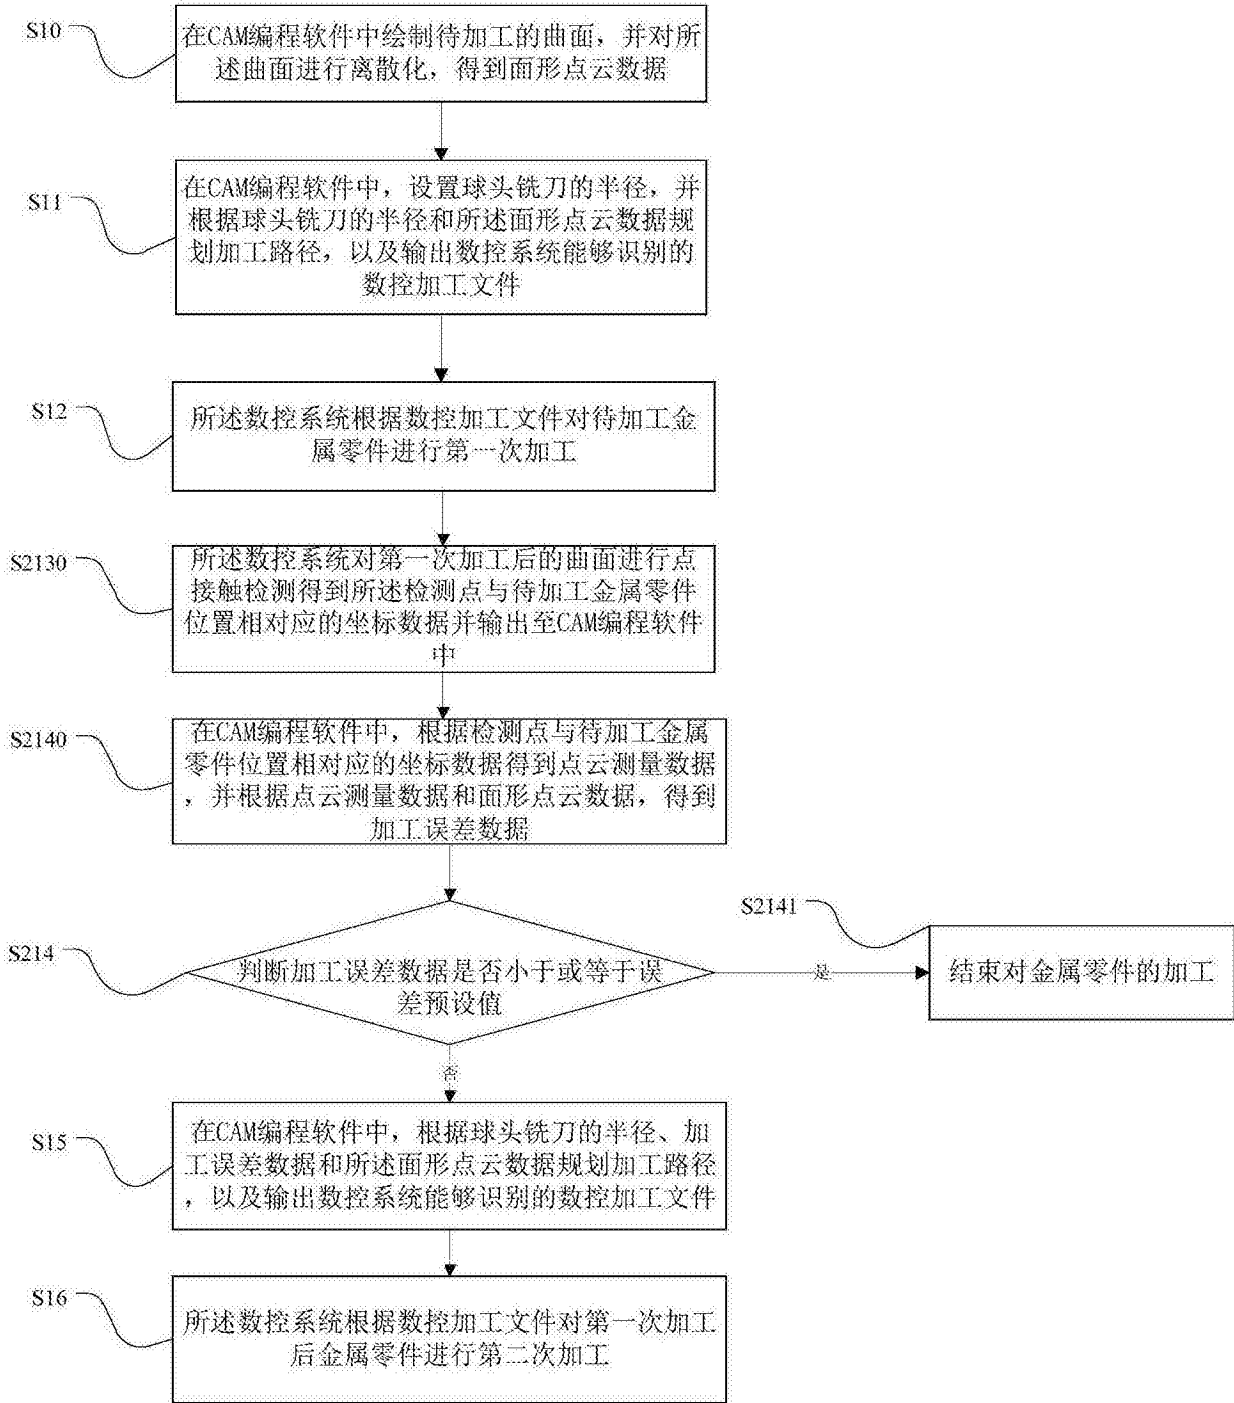 S10
在CAM编程软件中绘制待加工的曲面，并对所
述曲面进行离散化，得到面形点云数据
S11
在CAM编程软件中，设置球头铣刀的半径，并
根据球头铣刀的半径和所述面形点云数据规
划加工路径，以及输出数控系统能够识别的
数控加工文件
S12
所述数控系统根据数控加工文件对待加工金
属零件进行第一次加工
S2130
所述数控系统对第一次加工后的曲面进行点
接触检测得到所述检测点与待加工金属零件
位置相对应的坐标数据并输出至CAM编程软件
中
S2140
在CAM编程软件中，根据检测点与待加工金属
零件位置相对应的坐标数据得到点云测量数据
，并根据点云测量数据和面形点云数据，得到
加工误差数据
S214
判断加工误差数据是否小于或等于误
差预设值
是
S2141
结束对金属零件的加工
否
S15
在CAM编程软件中，根据球头铣刀的半径、加
工误差数据和所述面形点云数据规划加工路径
，以及输出数控系统能够识别的数控加工文件
S16
所述数控系统根据数控加工文件对第一次加工
后金属零件进行第二次加工